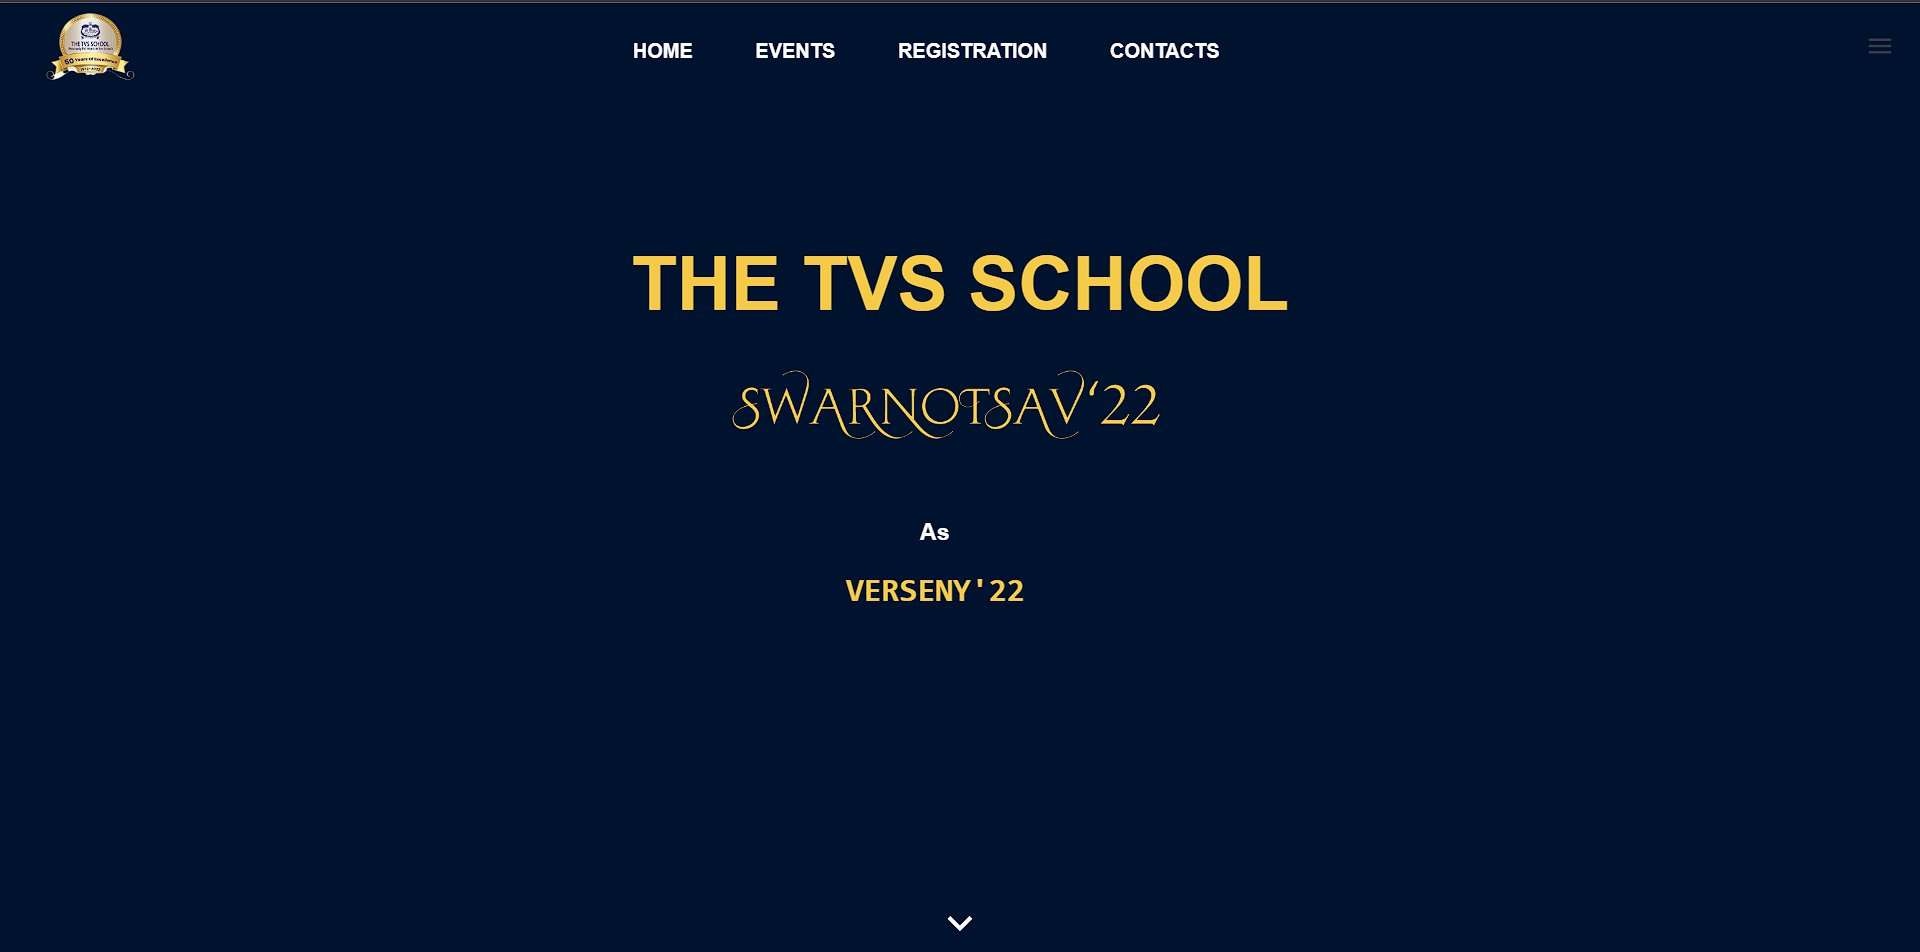 THE TVS SCHOOL
50 Years of Excellence
HOME EVENTS REGISTRATION CONTACTS
THE TVS SCHOOL
SWARNOTSAV‘22
As
VERSENY'22